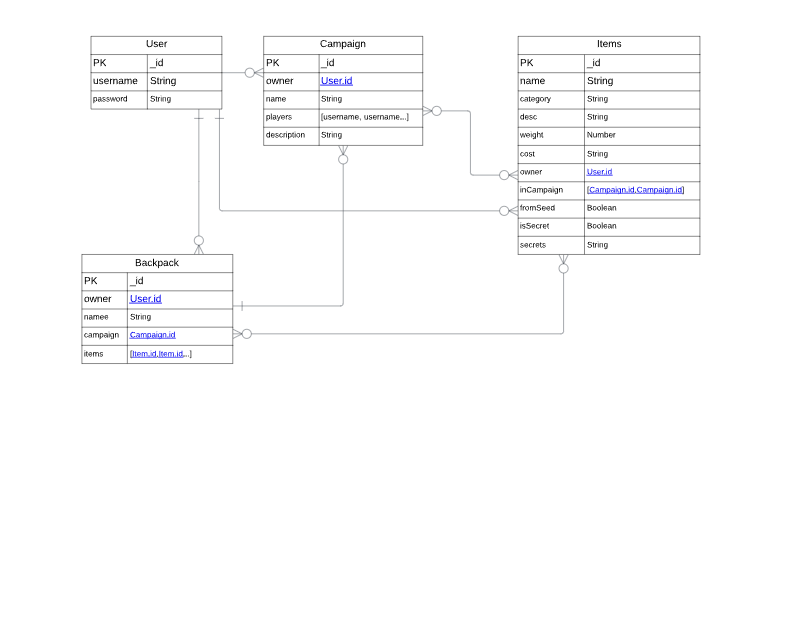 User
PK _id
username String
password String
Campaign
PK _id
owner User.id
name String
players [username, username,..]
description String
Items
PK _id
name String
category String
desc String
weight Number
cost String
owner User.id
inCampaign [Campaign.id,Campaign.id]
fromSeed Boolean
isSecret Boolean
secrets String
Backpack
PK _id
owner User.id
namee String
campaign Campaign.id
items [Item.id,Item.id,..]